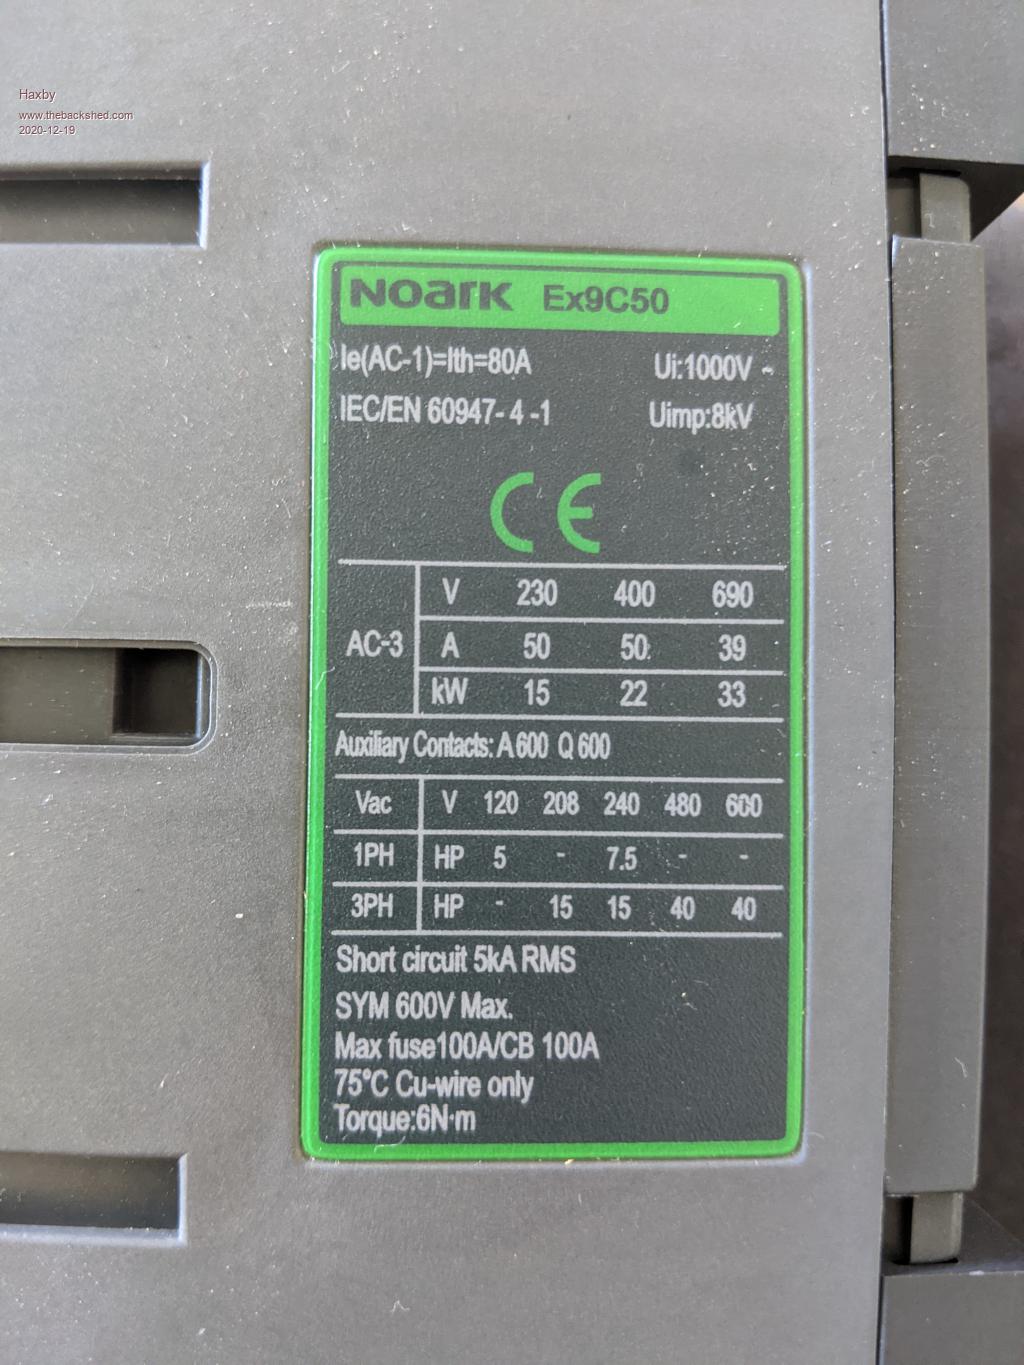 Haxby
www.thebackshed.com
2020-12-19
NOARK Ex9C50
Ie(AC-1)=Ith=80A Ui:1000V ~
IEC/EN 60947-4-1 Uimp:8kV
CE
AC-3 V 230 400 690
A 50 50 39
kW 15 22 33
Auxiliary Contacts: A 600 Q 600
Vac V 120 208 240 480 600
1PH HP 5 - 7.5 - -
3PH HP - 15 15 40 40
Short circuit 5kA RMS
SYM 600V Max.
Max fuse100A/CB 100A
75°C Cu-wire only
Torque:6N·m